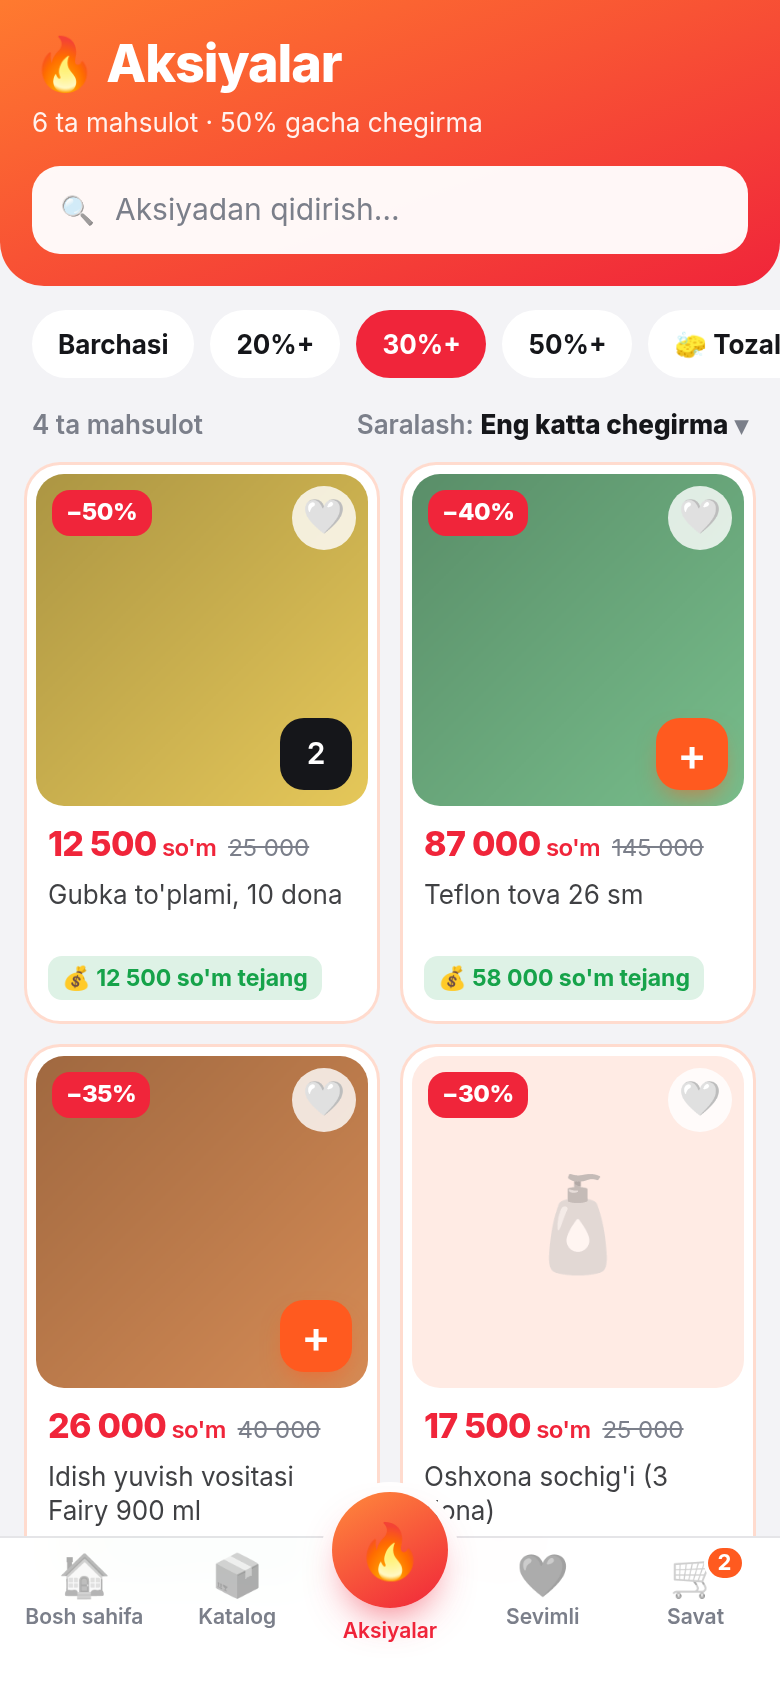 🔥 Aksiyalar
6 ta mahsulot · 50% gacha chegirma
🔍 Aksiyadan qidirish...
Barchasi 20%+ 30%+ 50%+ 🧽 Tozal
4 ta mahsulot Saralash: Eng katta chegirma ▾
–50% –40%
2 +
12 500 so'm 25 000 87 000 so'm 145 000
Gubka to'plami, 10 dona Teflon tova 26 sm
💰 12 500 so'm tejang 💰 58 000 so'm tejang
–35% –30%
+
26 000 so'm 40 000 17 500 so'm 25 000
Idish yuvish vositasi Oshxona sochig'i (3
Fairy 900 ml ona)
2
Bosh sahifa Katalog Aksiyalar Sevimli Savat